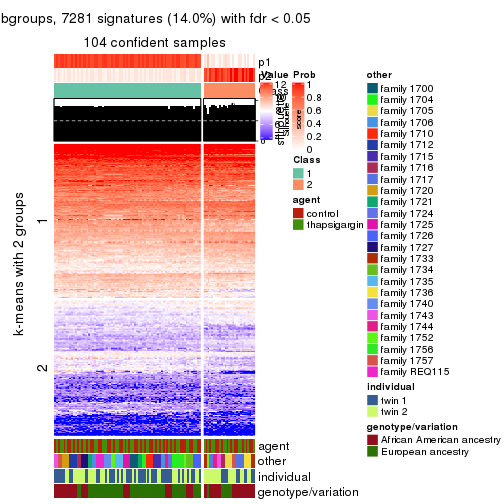 bgroups, 7281 signatures (14.0%) with fdr < 0.05
104 confident samples
p1
p2
Class
k-means with 2 groups
1
2
Value
12
Prob
1
0.8
0.6
0.4
0.2
0
Silhouette
score
Class
1
2
agent
control
thapsigargin
other
family 1700
family 1704
family 1705
family 1706
family 1710
family 1712
family 1715
family 1716
family 1717
family 1720
family 1721
family 1724
family 1725
family 1726
family 1727
family 1733
family 1734
family 1735
family 1736
family 1740
family 1743
family 1744
family 1752
family 1756
family 1757
family REQ115
individual
twin 1
twin 2
genotype/variation
African American ancestry
European ancestry
agent
other
individual
genotype/variation